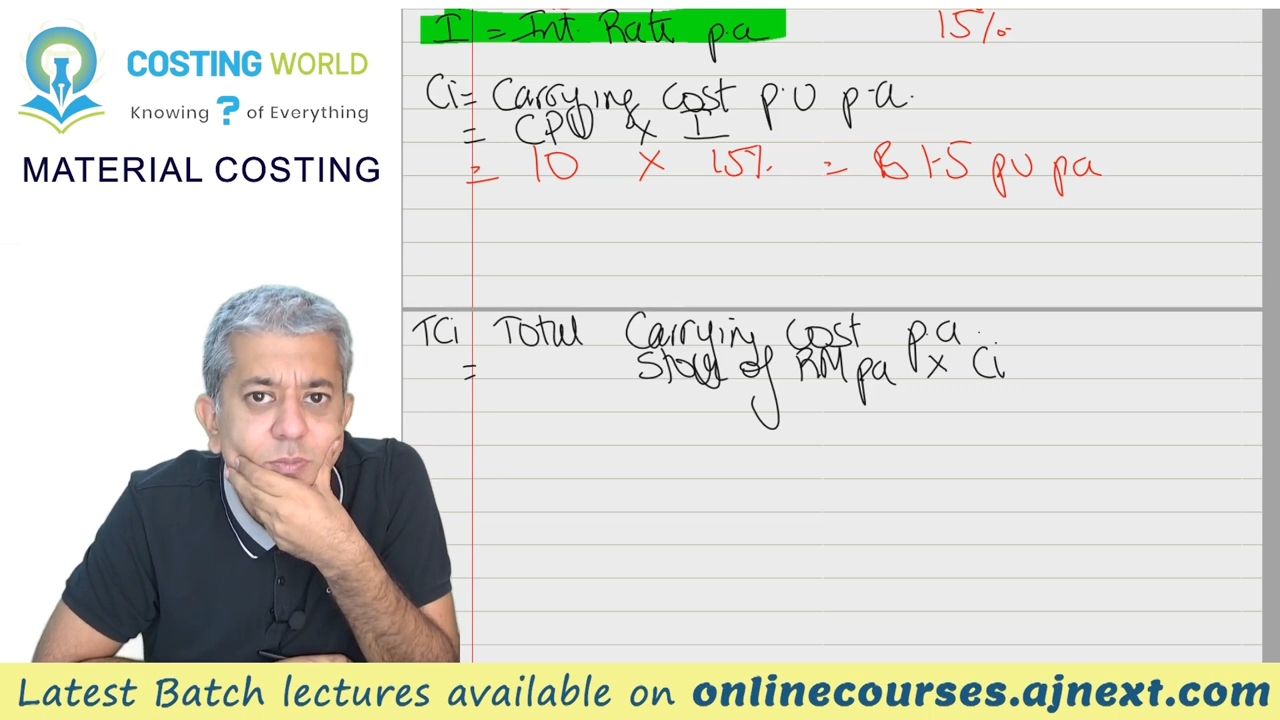 COSTING WORLD
Knowing ? of Everything
MATERIAL COSTING
I = Int. Rate p.a 15%
Ci = Carrying cost p.u p.a.
= CPU x I
= 10 x 15% = Rs 1.5 pu pa
TCi Total Carrying cost p.a.
= Stock of RM pa x Ci
Latest Batch lectures available on onlinecourses.ajnext.com